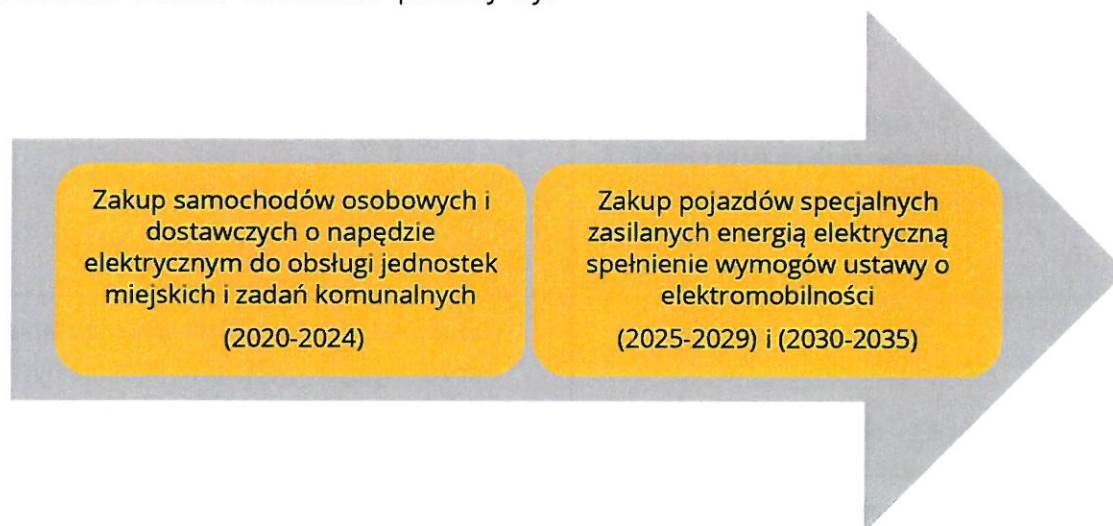 Zakup samochodów osobowych i
dostawczych o napędzie
elektrycznym do obsługi jednostek
miejskich i zadań komunalnych
(2020-2024)
Zakup pojazdów specjalnych
zasilanych energią elektryczną
spełnienie wymogów ustawy o
elektromobilności
(2025-2029) i (2030-2035)